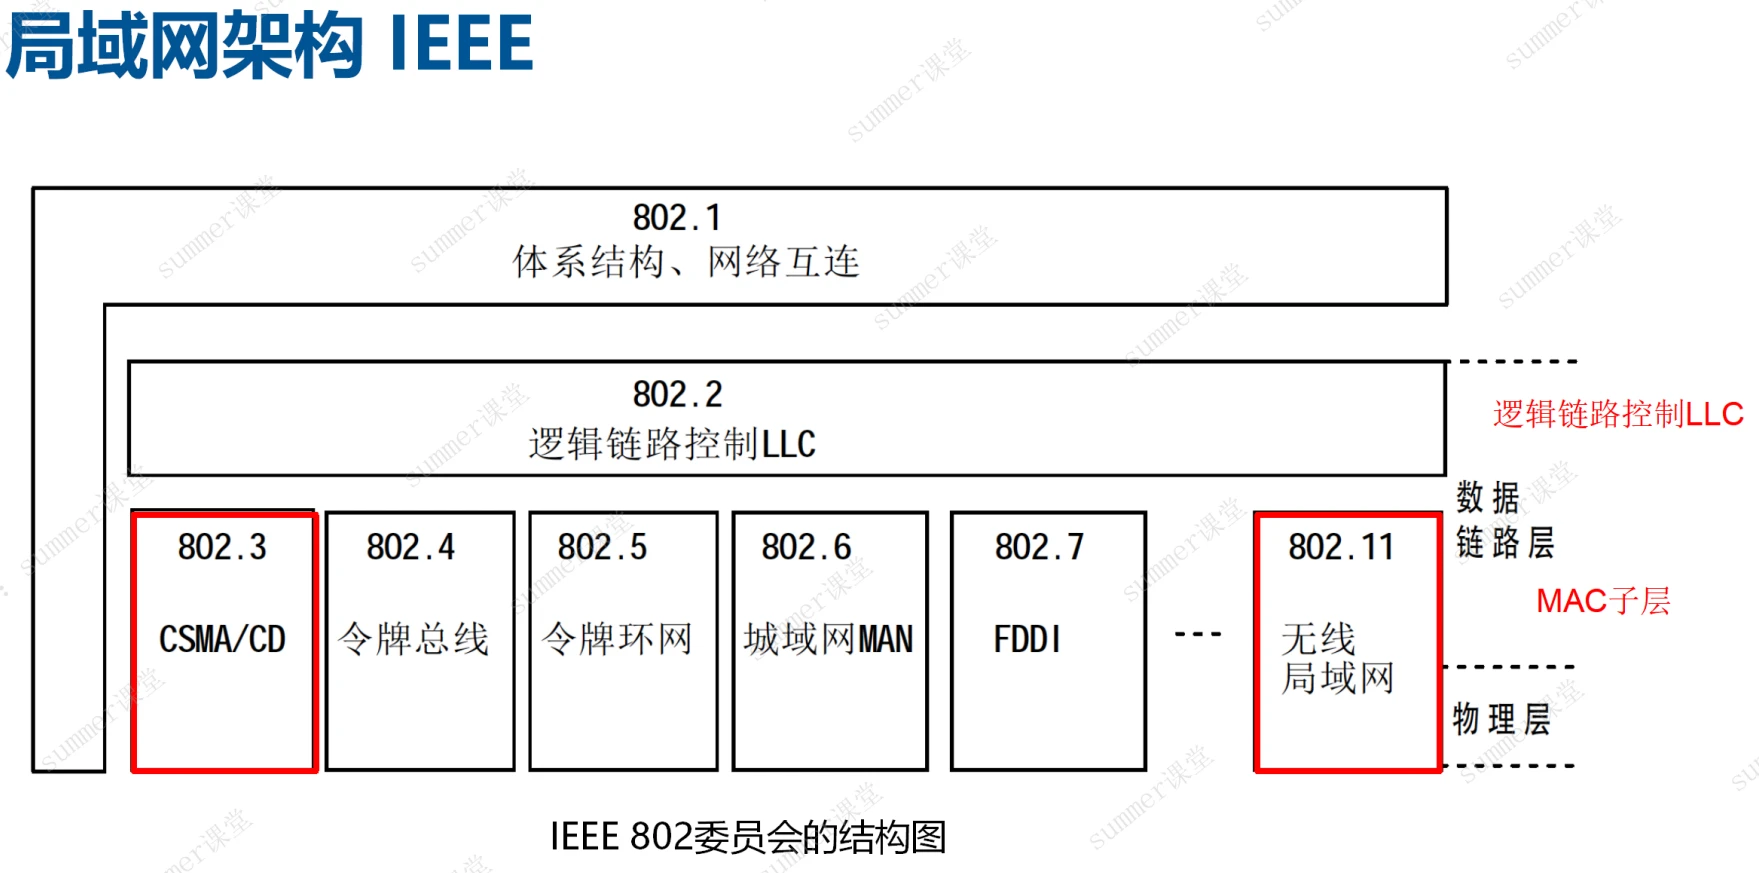 局域网架构 IEEE
802.1
体系结构、网络互连
802.2
逻辑链路控制LLC
逻辑链路控制LLC
数据
链路层
802.3
CSMA/CD
802.4
令牌总线
802.5
令牌环网
802.6
城域网MAN
802.7
FDDI
802.11
无线
局域网
MAC子层
物理层
IEEE 802委员会的结构图
summer课堂